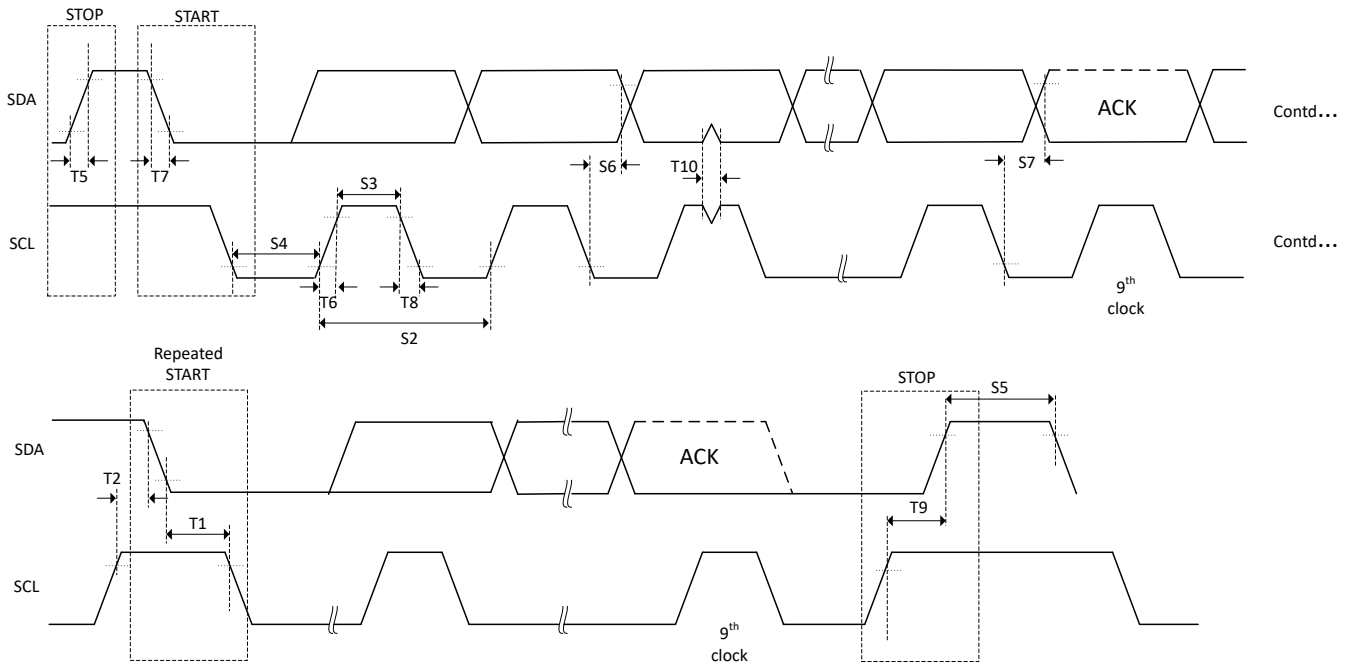 STOP
START
SDA
ACK
Contd...
T5
T7
S6
T10
S7
S3
SCL
S4
Contd...
T6
T8
9th
clock
S2
Repeated
START
STOP
S5
SDA
ACK
T2
T9
T1
SCL
9th
clock